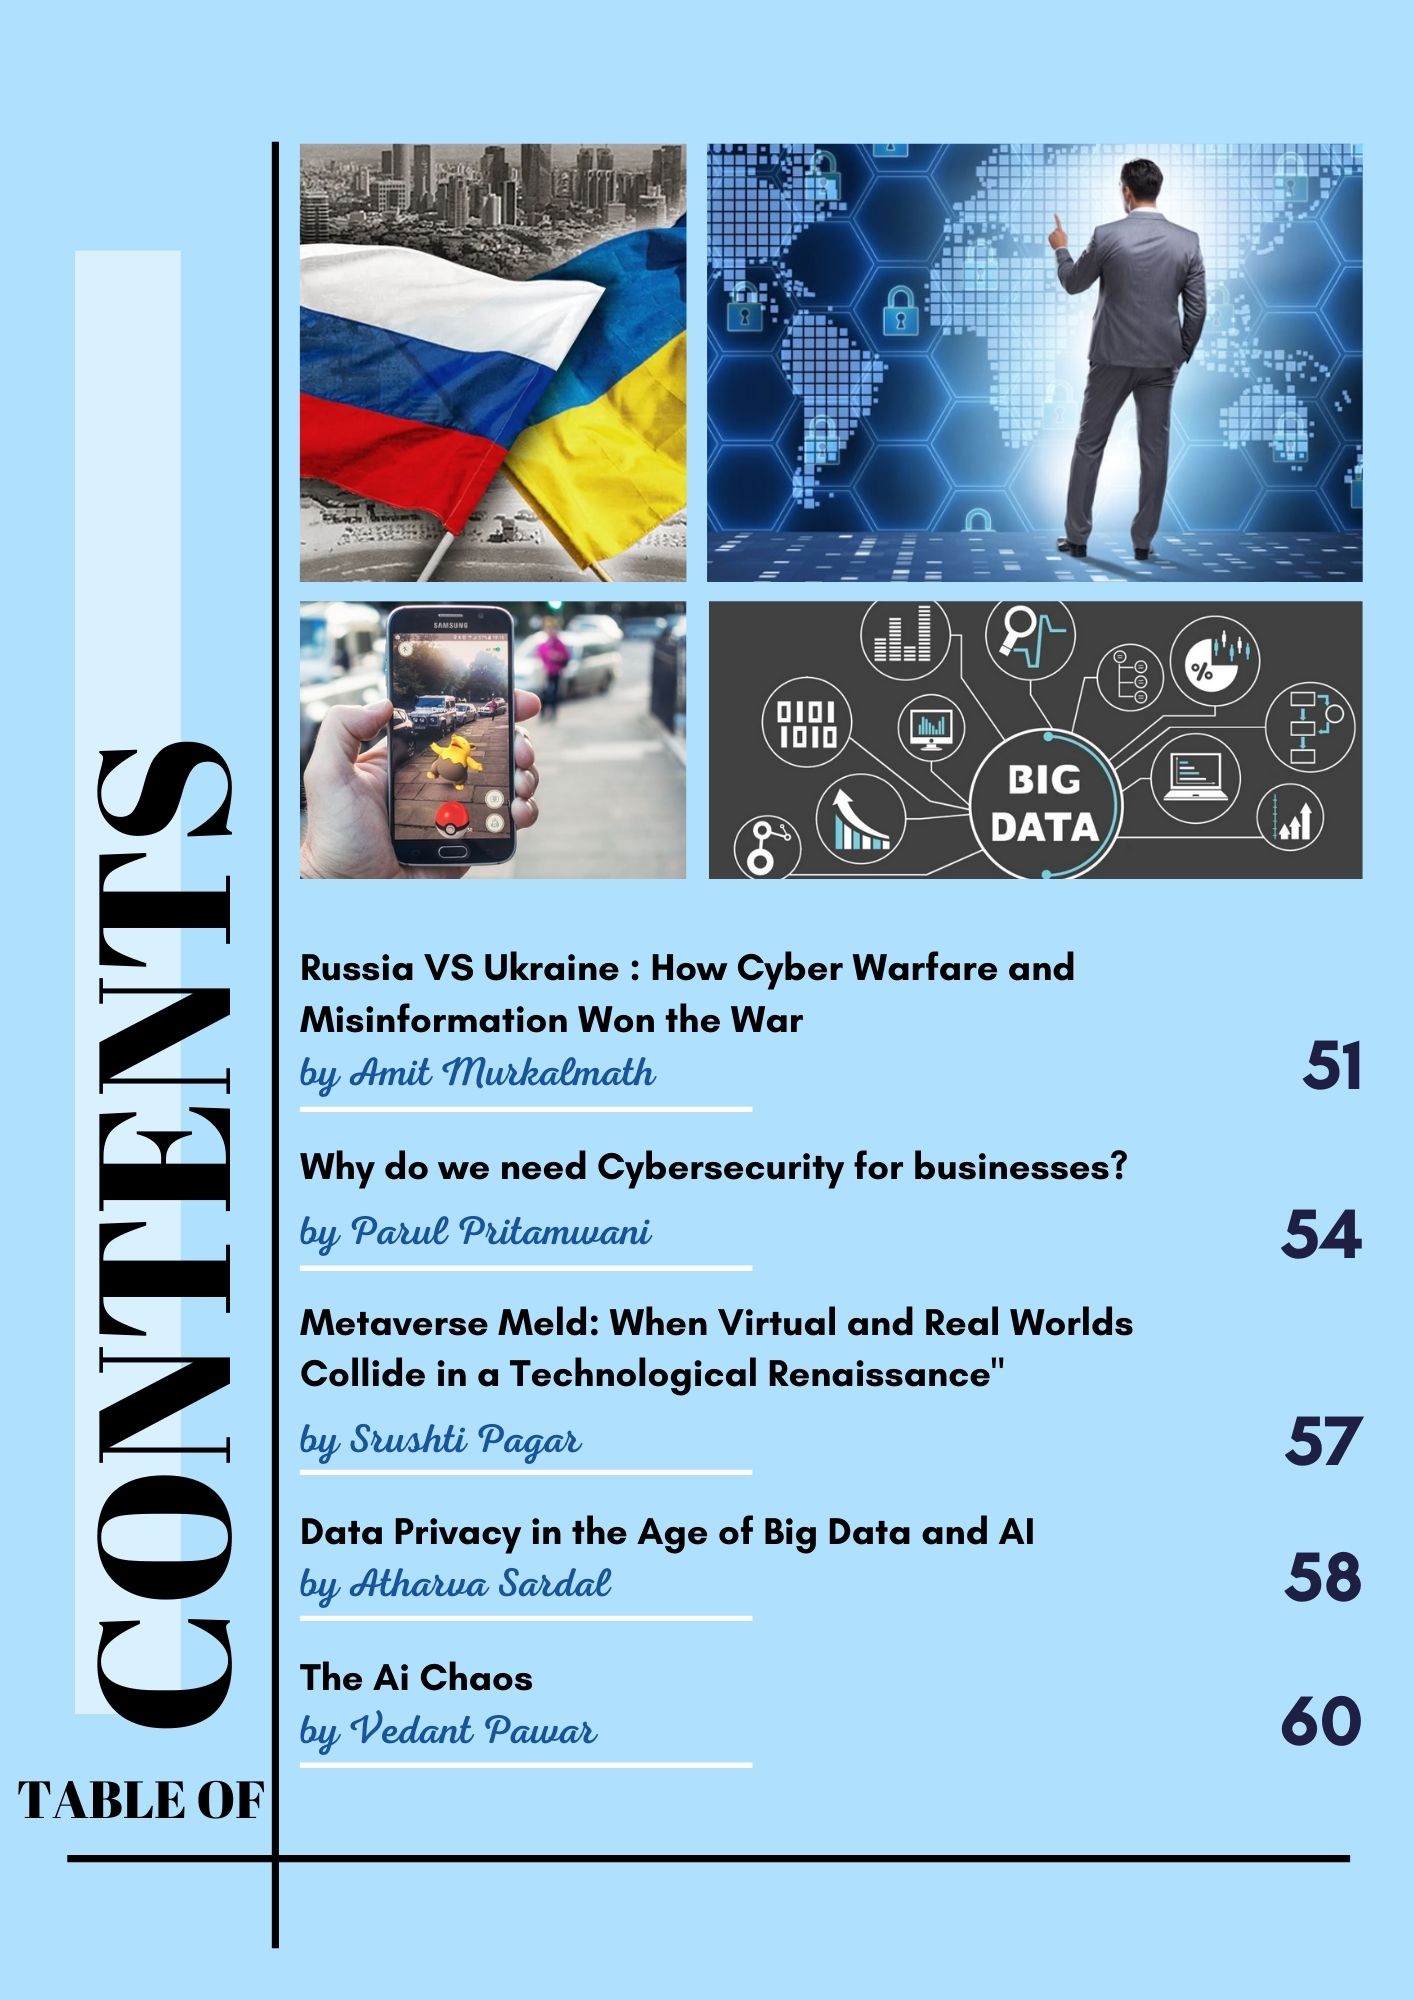 TABLE OF
CONTENTS
SAMSUNG
0101
1010
%
BIG
DATA
Russia VS Ukraine : How Cyber Warfare and
Misinformation Won the War
by Amit Murkalmath
51
Why do we need Cybersecurity for businesses?
by Parul Pritamwani
54
Metaverse Meld: When Virtual and Real Worlds
Collide in a Technological Renaissance"
by Srushti Pagar
57
Data Privacy in the Age of Big Data and AI
by Atharva Sardal
58
The Ai Chaos
by Vedant Pawar
60